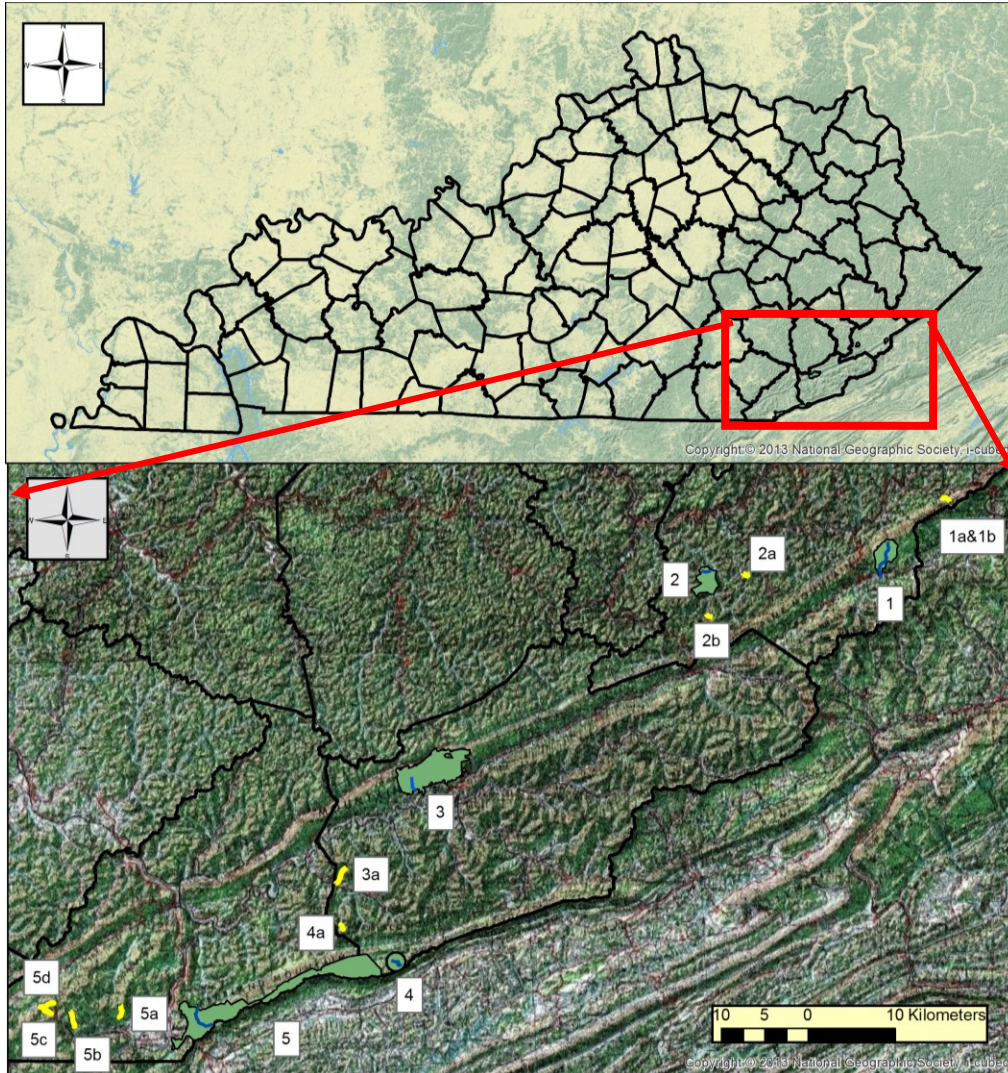 N
W E
S
Copyright:© 2013 National Geographic Society, i-cubed
N
W E
S
1a&1b
2a
2
1
2b
3
3a
4a
4
5d
5a
5
5c
5b
10 5 0 10 Kilometers
Copyright:© 2013 National Geographic Society, i-cubed